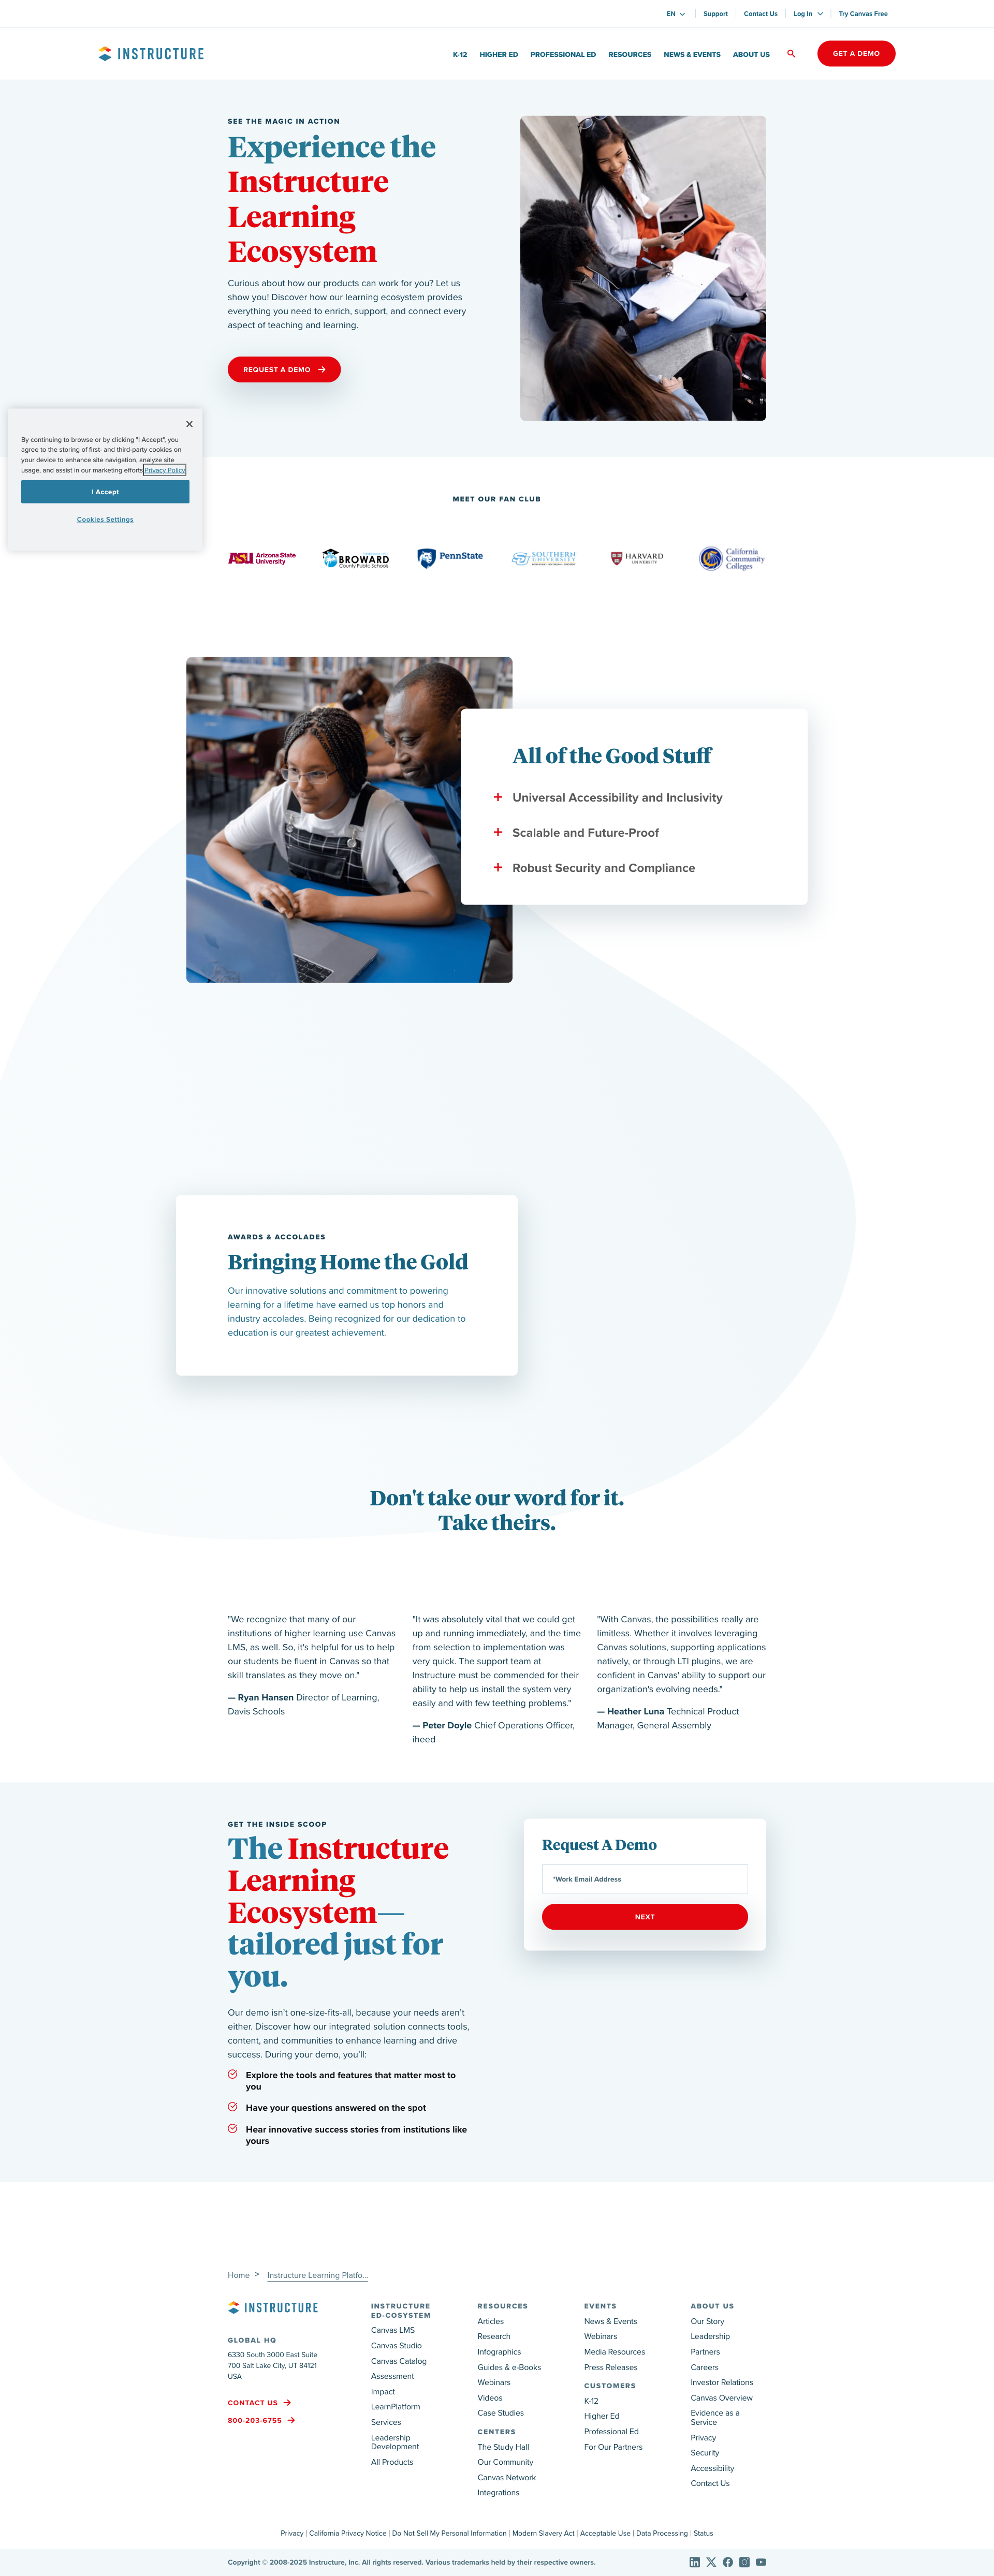 EN
Support
Contact Us
Log In
Try Canvas Free
INSTRUCTURE
K-12
HIGHER ED
PROFESSIONAL ED
RESOURCES
NEWS & EVENTS
ABOUT US
GET A DEMO
SEE THE MAGIC IN ACTION
Experience the
Instructure
Learning
Ecosystem
Curious about how our products can work for you? Let us
show you! Discover how our learning ecosystem provides
everything you need to enrich, support, and connect every
aspect of teaching and learning.
REQUEST A DEMO
By continuing to browse or by clicking "I Accept", you
agree to the storing of first- and third-party cookies on
your device to enhance site navigation, analyze site
usage, and assist in our marketing efforts Privacy Policy
I Accept
Cookies Settings
MEET OUR FAN CLUB
ASU Arizona State
University
BROWARD
County Public Schools
PennState
SOUTHERN
UNIVERSITY
HARVARD
UNIVERSITY
California
Community
Colleges
All of the Good Stuff
Universal Accessibility and Inclusivity
Scalable and Future-Proof
Robust Security and Compliance
AWARDS & ACCOLADES
Bringing Home the Gold
Our innovative solutions and commitment to powering
learning for a lifetime have earned us top honors and
industry accolades. Being recognized for our dedication to
education is our greatest achievement.
Don't take our word for it.
Take theirs.
"We recognize that many of our
institutions of higher learning use Canvas
LMS, as well. So, it's helpful for us to help
our students be fluent in Canvas so that
skill translates as they move on."
— Ryan Hansen Director of Learning,
Davis Schools
"It was absolutely vital that we could get
up and running immediately, and the time
from selection to implementation was
very quick. The support team at
Instructure must be commended for their
ability to help us install the system very
easily and with few teething problems."
— Peter Doyle Chief Operations Officer,
iheed
"With Canvas, the possibilities really are
limitless. Whether it involves leveraging
Canvas solutions, supporting applications
natively, or through LTI plugins, we are
confident in Canvas' ability to support our
organization's evolving needs."
— Heather Luna Technical Product
Manager, General Assembly
GET THE INSIDE SCOOP
The Instructure
Learning
Ecosystem—
tailored just for
you.
Our demo isn't one-size-fits-all, because your needs aren't
either. Discover how our integrated solution connects tools,
content, and communities to enhance learning and drive
success. During your demo, you'll:
Explore the tools and features that matter most to
you
Have your questions answered on the spot
Hear innovative success stories from institutions like
yours
Request A Demo
*Work Email Address
NEXT
Home > Instructure Learning Platfo...
INSTRUCTURE
GLOBAL HQ
6330 South 3000 East Suite
700 Salt Lake City, UT 84121
USA
CONTACT US
800-203-6755
INSTRUCTURE
ED-COSYSTEM
Canvas LMS
Canvas Studio
Canvas Catalog
Assessment
Impact
LearnPlatform
Services
Leadership
Development
All Products
RESOURCES
Articles
Research
Infographics
Guides & e-Books
Webinars
Videos
Case Studies
CENTERS
The Study Hall
Our Community
Canvas Network
Integrations
EVENTS
News & Events
Webinars
Media Resources
Press Releases
CUSTOMERS
K-12
Higher Ed
Professional Ed
For Our Partners
ABOUT US
Our Story
Leadership
Partners
Careers
Investor Relations
Canvas Overview
Evidence as a
Service
Privacy
Security
Accessibility
Contact Us
Privacy | California Privacy Notice | Do Not Sell My Personal Information | Modern Slavery Act | Acceptable Use | Data Processing | Status
Copyright © 2008-2025 Instructure, Inc. All rights reserved. Various trademarks held by their respective owners.